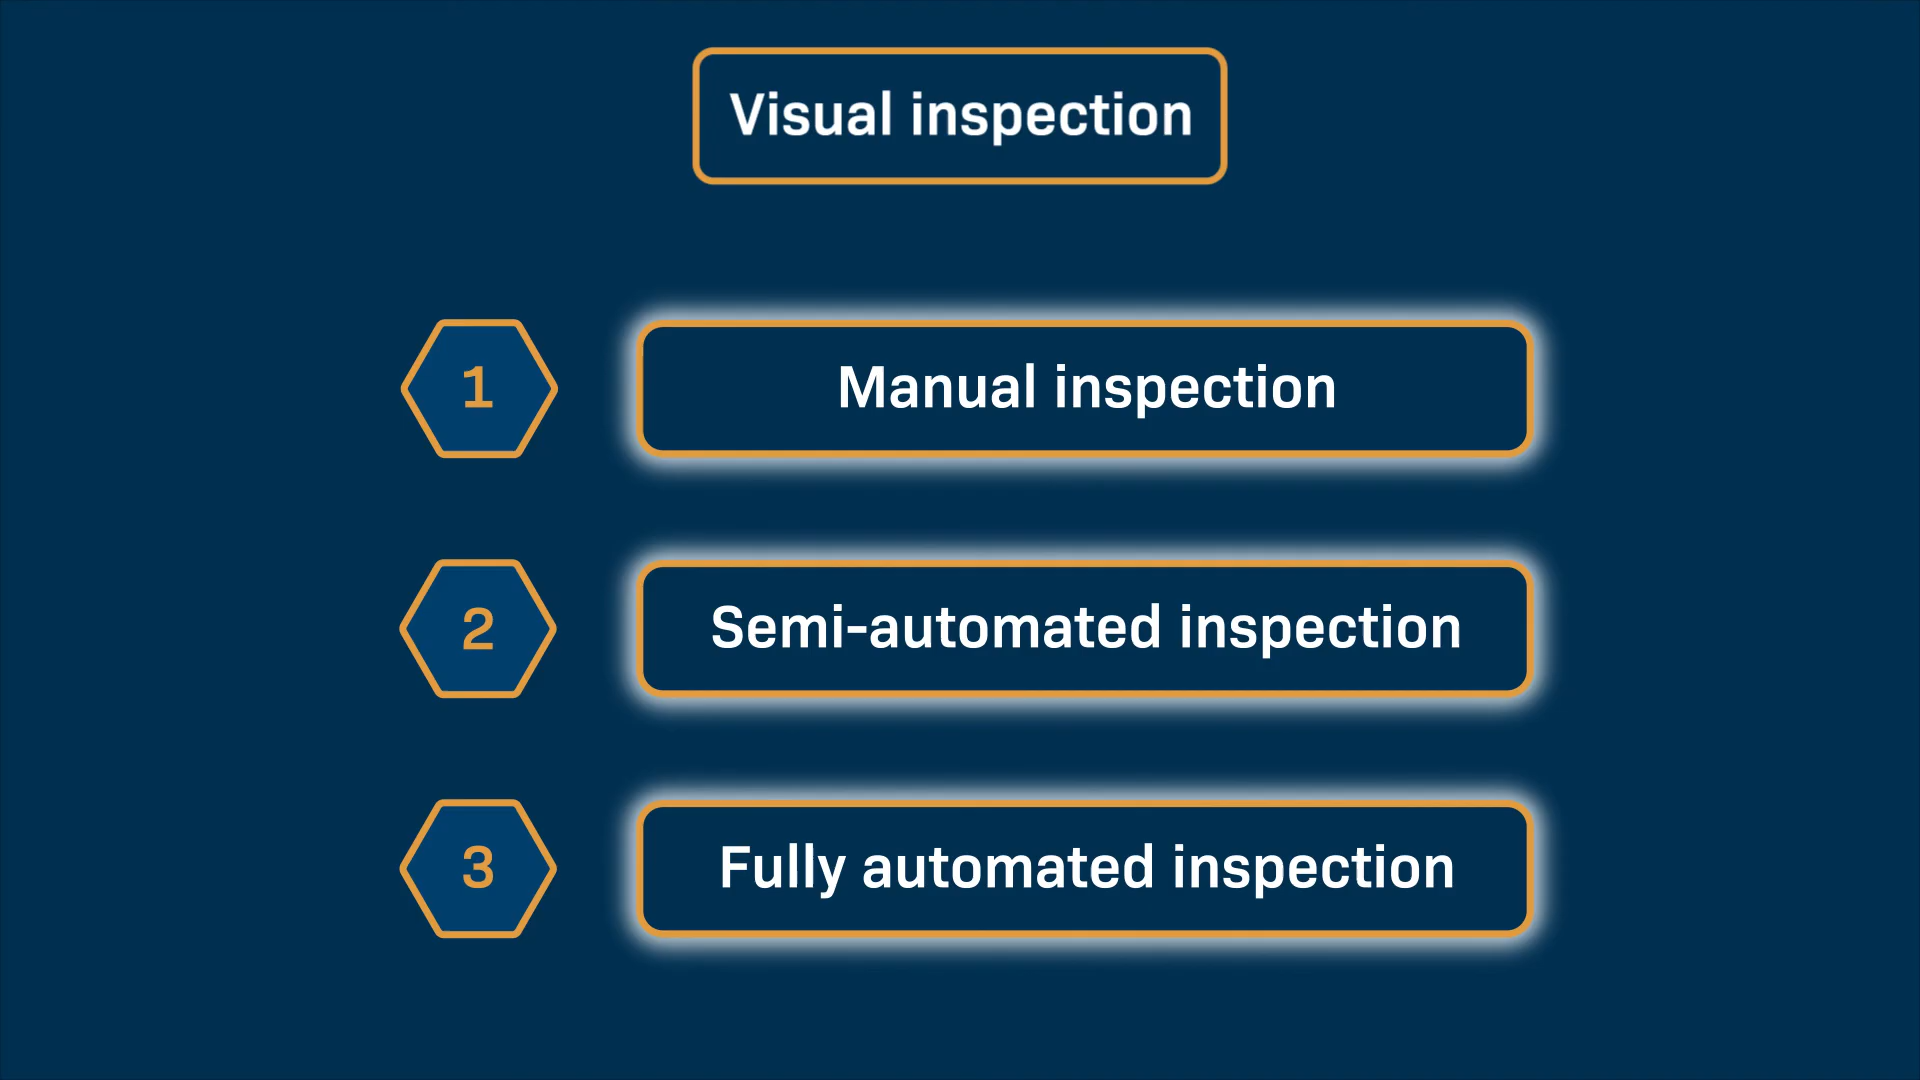 Visual inspection
1 Manual inspection
2 Semi-automated inspection
3 Fully automated inspection